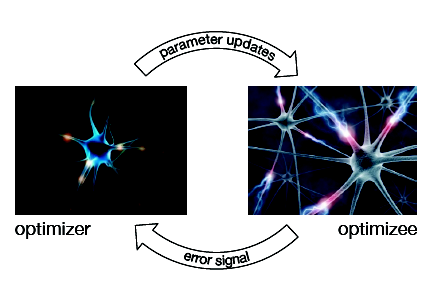 parameter updates
optimizer
optimizee
error signal